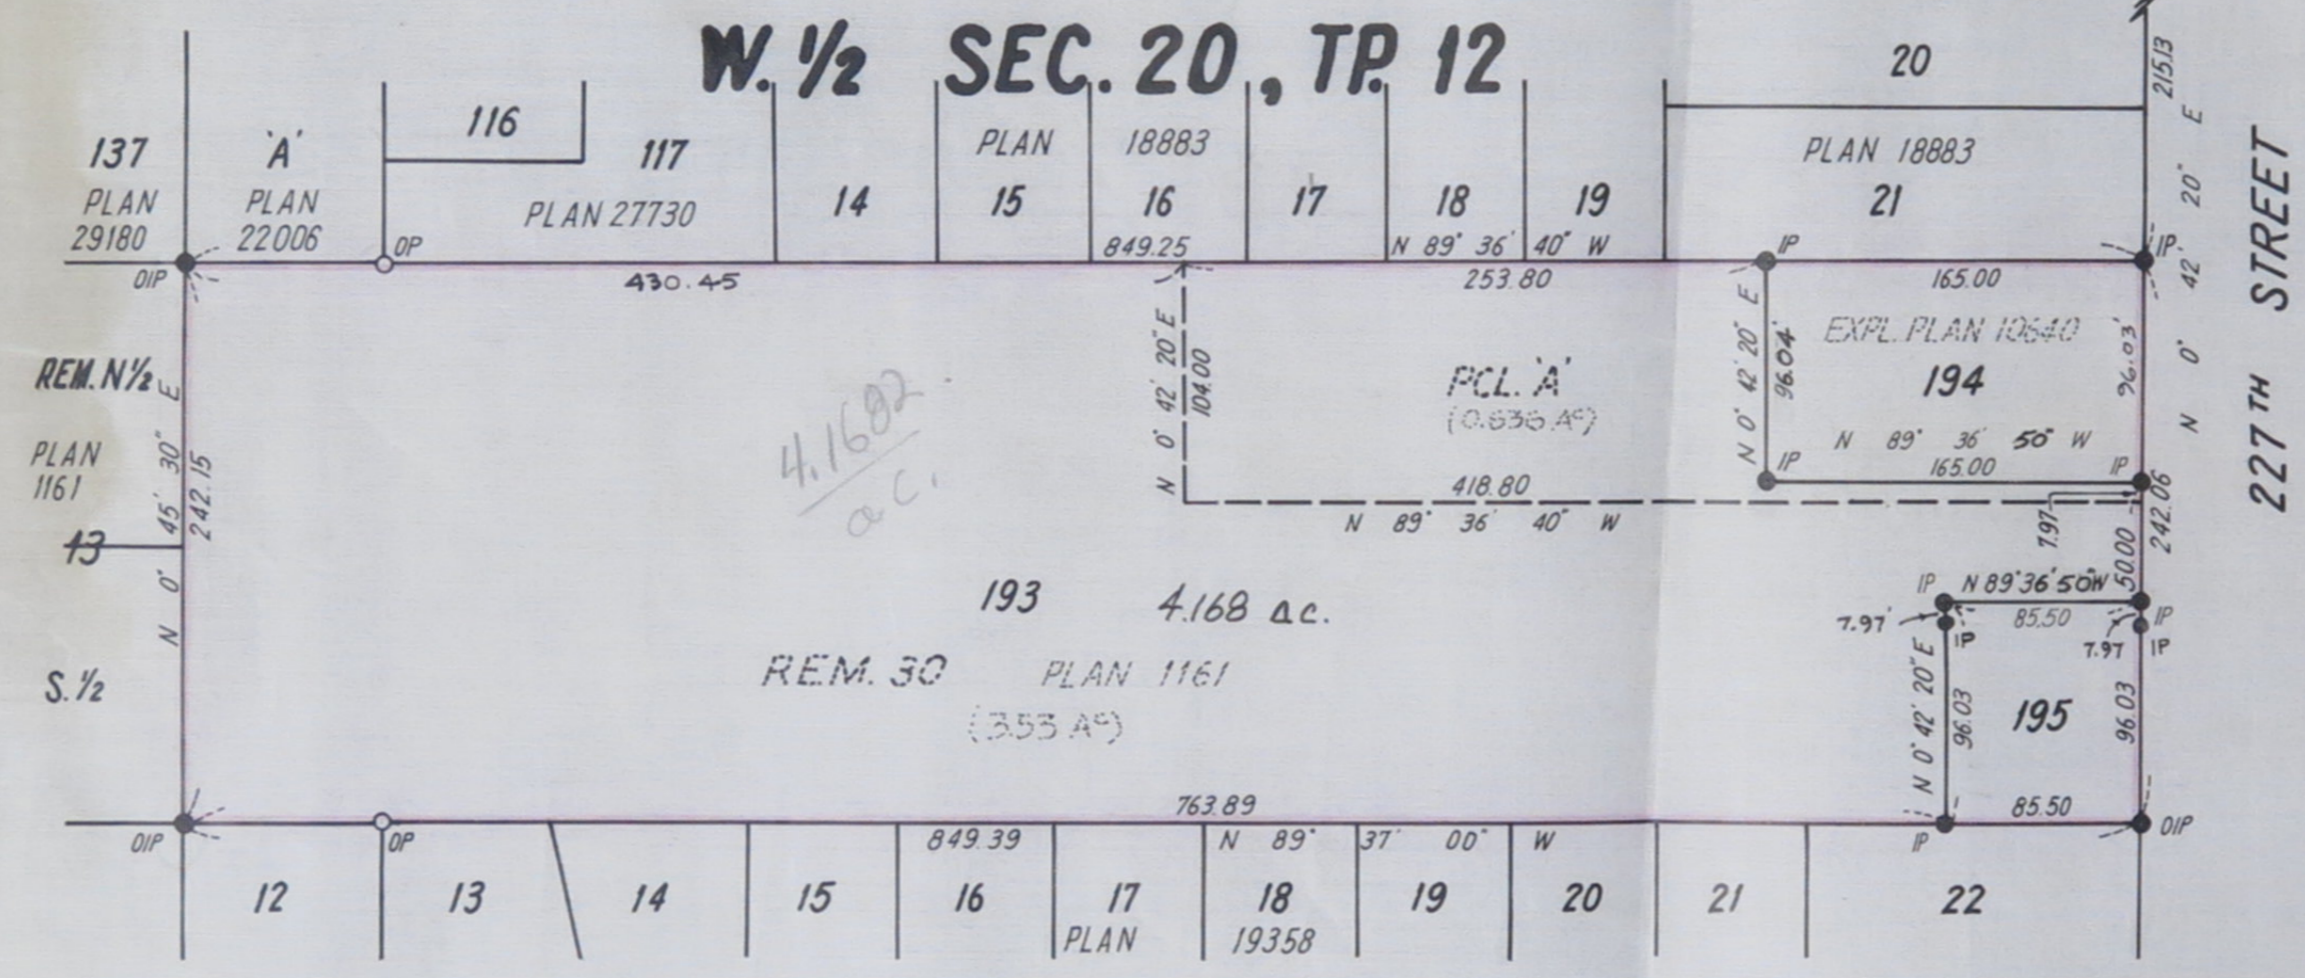 W. 1/2 SEC. 20, TP. 12
20
215.13
137
'A'
116
117
PLAN 18883
PLAN 18883
PLAN
29180
PLAN
22006
PLAN 27730
14
15
16
17
18
19
21
OP
849.25
N 89° 36' 40" W
IP
IP
OIP
430.45
253.80
165.00
N 0° 42' 20" E
227TH STREET
REM. N 1/2
PLAN
1161
13
S. 1/2
N 0° 45' 30" E
242.15
4.1682
ac.
N 0° 42' 20" E
104.00
PCL. 'A'
(0.636 Ac)
N 0° 42' 20" E
96.04'
EXPL. PLAN 10640
194
96.03'
N 89° 36' 50" W
165.00
IP
IP
418.80
N 89° 36' 40" W
7.97
50.00
242.06
193
4.168 ac.
REM. 30 PLAN 1161
(3.53 Ac)
IP
N 89° 36' 50" W
85.50
IP
7.97'
IP
7.97
IP
N 0° 42' 20" E
96.03
195
96.03
763.89
85.50
OIP
OP
849.39
N 89° 37' 00" W
IP
OIP
12
13
14
15
16
17
18
19
20
21
22
PLAN 19358